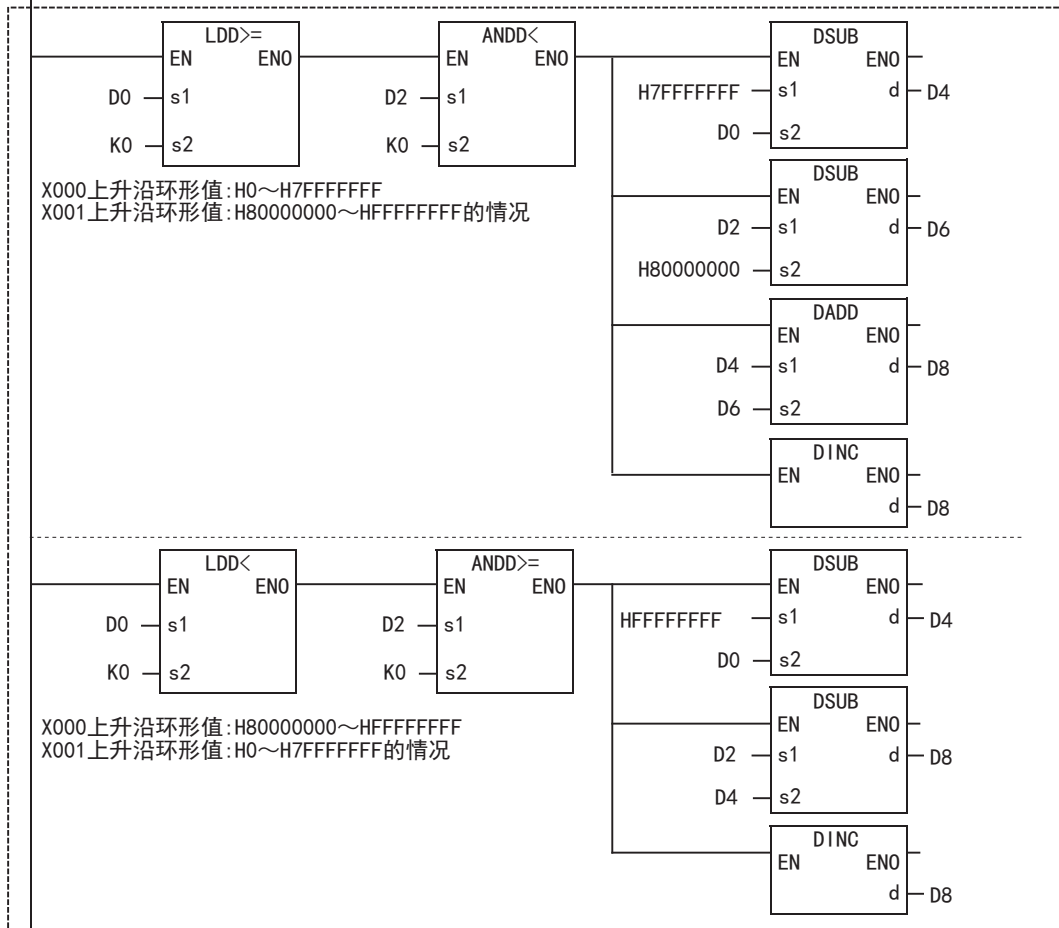 LDD>=
EN ENO
D0 s1
K0 s2
ANDD<
EN ENO
D2 s1
K0 s2
DSUB
EN ENO
H7FFFFFFF s1 d D4
D0 s2
X000上升沿环形值:H0～H7FFFFFFF
X001上升沿环形值:H80000000～HFFFFFFFF的情况
DSUB
EN ENO
D2 s1 d D6
H80000000 s2
DADD
EN ENO
D4 s1 d D8
D6 s2
DINC
EN ENO
d D8
LDD<
EN ENO
D0 s1
K0 s2
ANDD>=
EN ENO
D2 s1
K0 s2
DSUB
EN ENO
HFFFFFFFF s1 d D4
D0 s2
X000上升沿环形值:H80000000～HFFFFFFFF
X001上升沿环形值:H0～H7FFFFFFF的情况
DSUB
EN ENO
D2 s1 d D8
D4 s2
DINC
EN ENO
d D8